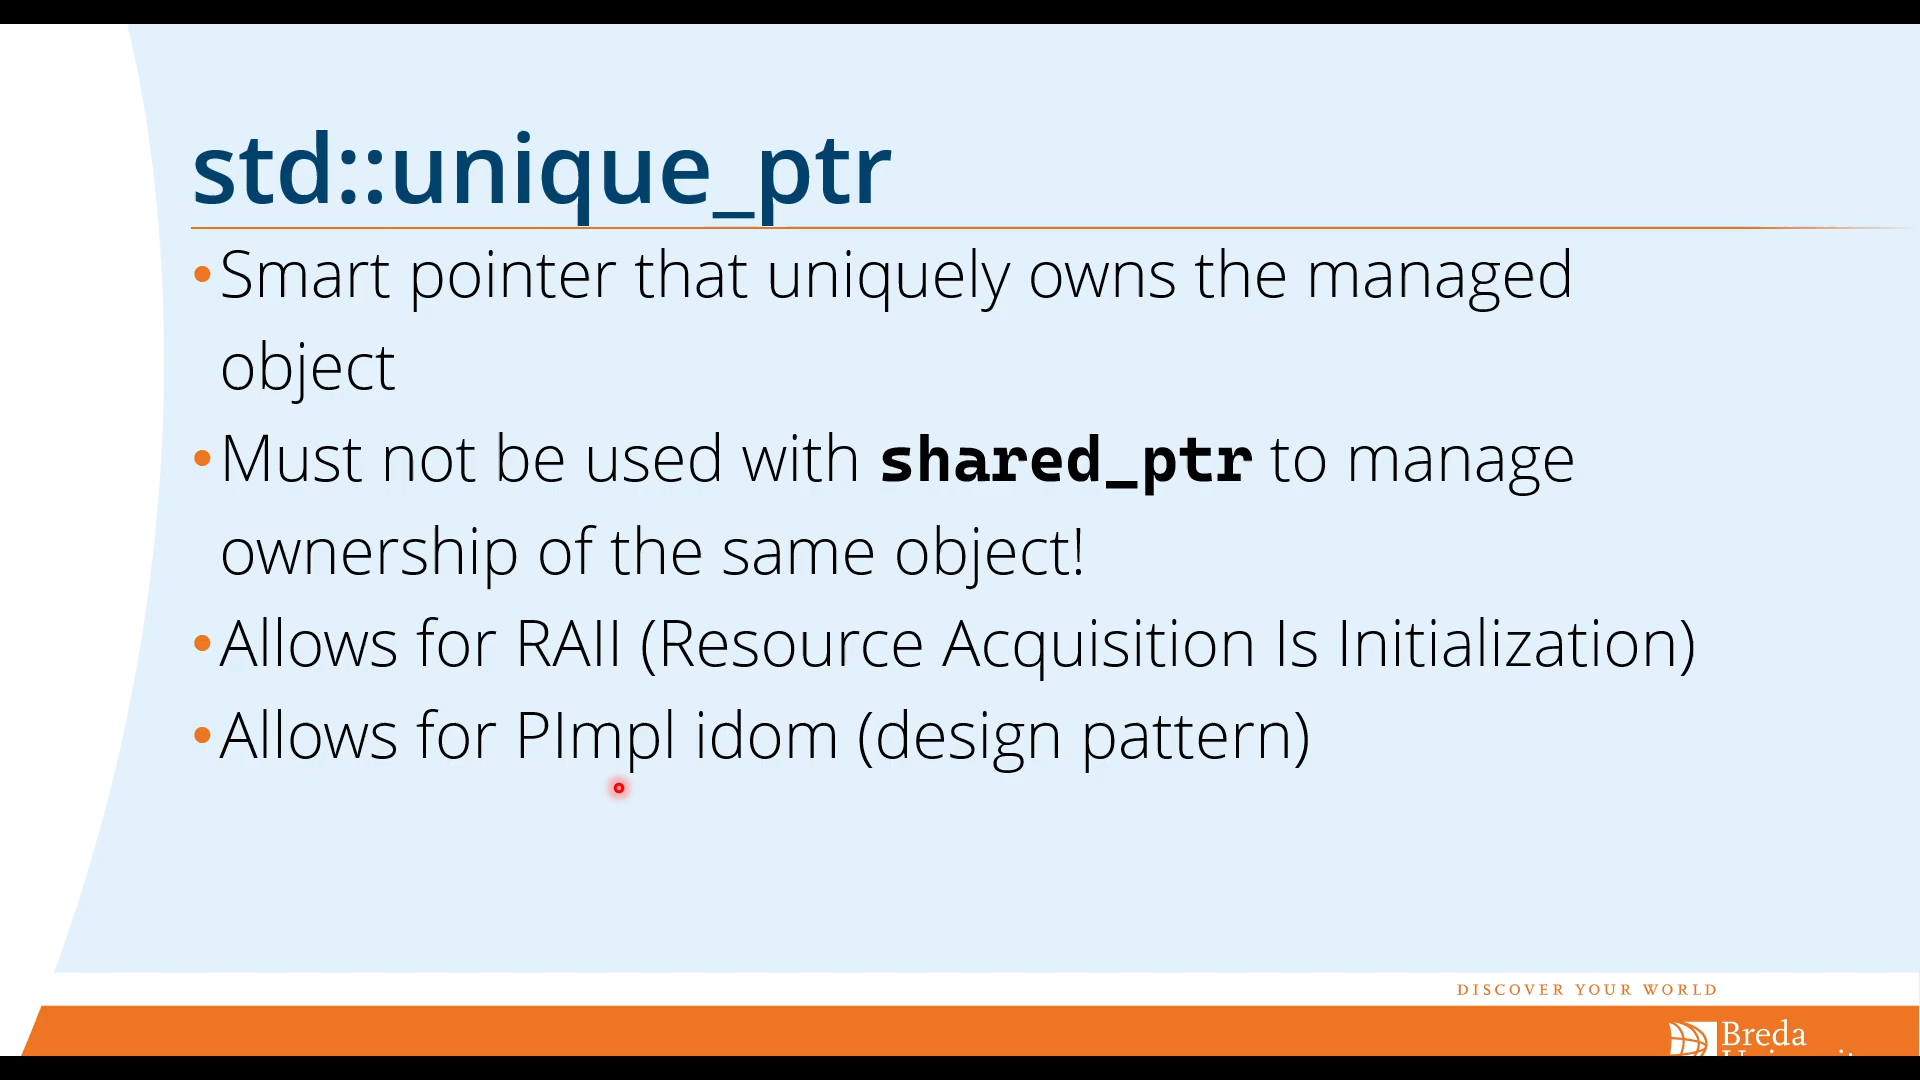 std::unique_ptr
•Smart pointer that uniquely owns the managed
object
•Must not be used with shared_ptr to manage
ownership of the same object!
•Allows for RAII (Resource Acquisition Is Initialization)
•Allows for PImpl idom (design pattern)
DISCOVER YOUR WORLD
Breda